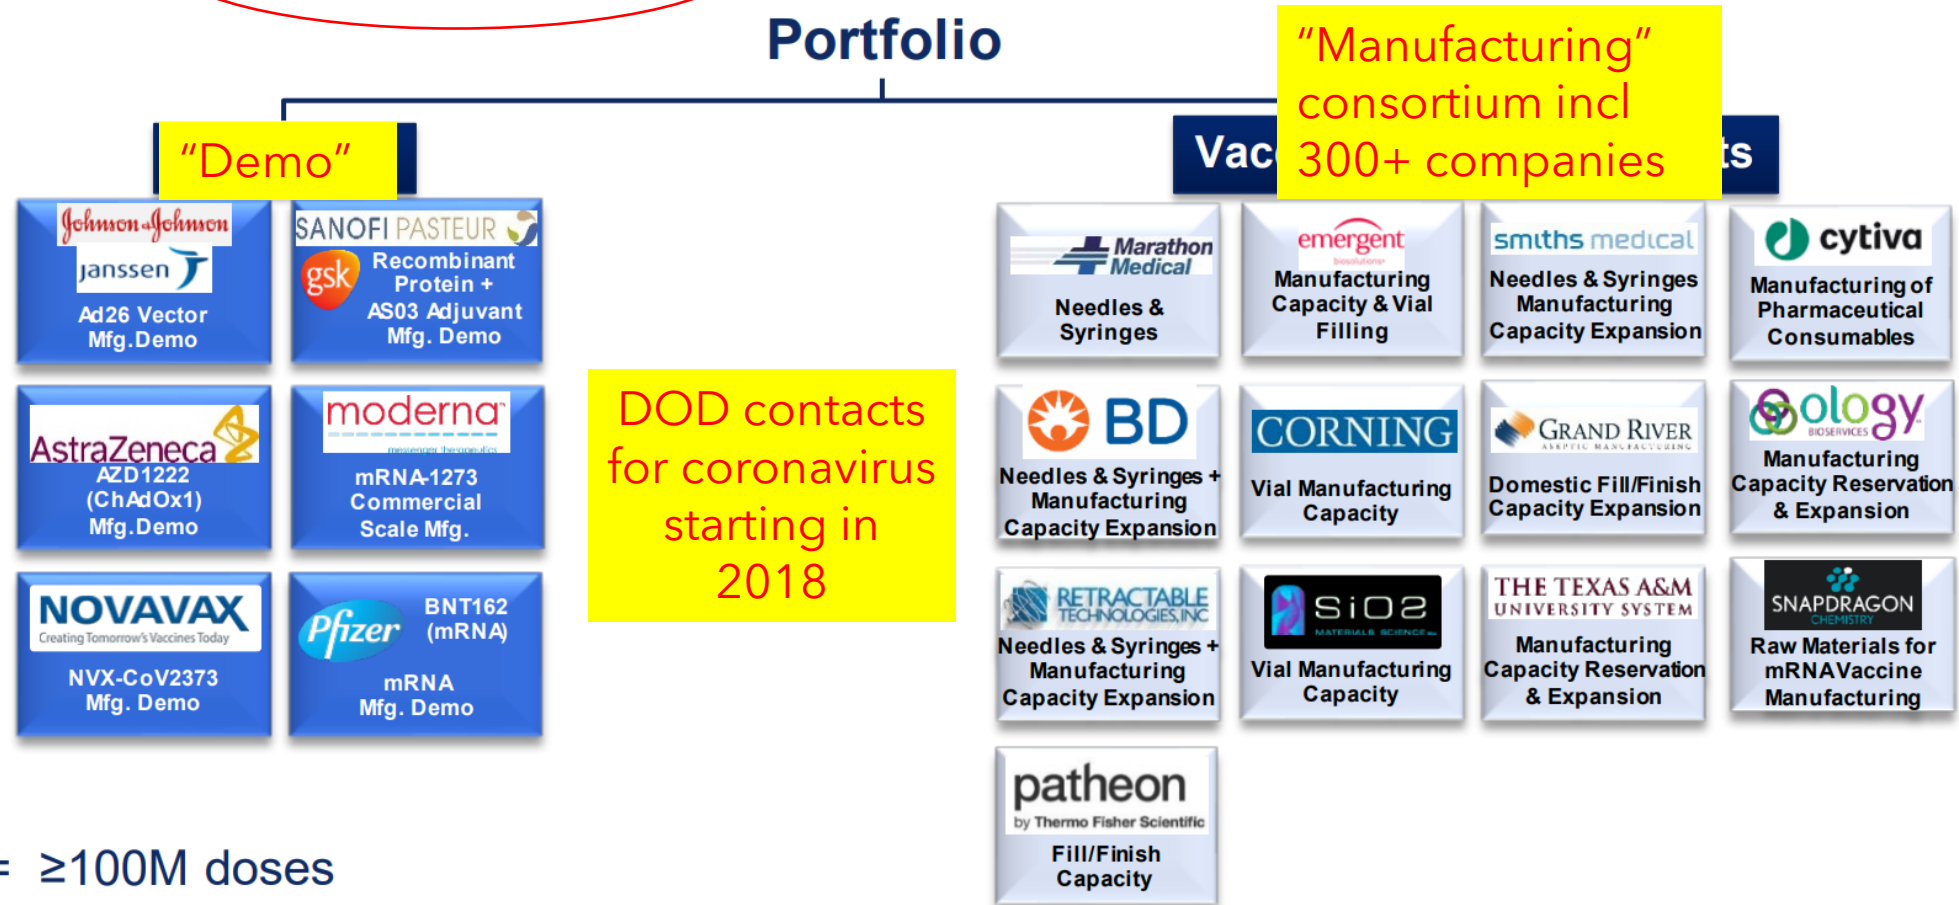 Portfolio
"Demo"
"Manufacturing"
consortium incl
300+ companies
Vac
ts
Johnson & Johnson
janssen
Ad26 Vector
Mfg.Demo
SANOFI PASTEUR
gsk
Recombinant
Protein +
AS03 Adjuvant
Mfg. Demo
AstraZeneca
AZD1222
(ChAdOx1)
Mfg.Demo
moderna
messenger therapeutics
mRNA-1273
Commercial
Scale Mfg.
NOVAVAX
Creating Tomorrow's Vaccines Today
NVX-CoV2373
Mfg. Demo
Pfizer
BNT162
(mRNA)
mRNA
Mfg. Demo
DOD contacts
for coronavirus
starting in
2018
Marathon
Medical
Needles &
Syringes
emergent
biosolutions
Manufacturing
Capacity & Vial
Filling
smiths medical
Needles & Syringes
Manufacturing
Capacity Expansion
cytiva
Manufacturing of
Pharmaceutical
Consumables
BD
Needles & Syringes +
Manufacturing
Capacity Expansion
CORNING
Vial Manufacturing
Capacity
GRAND RIVER
ASEPTIC MANUFACTURING
Domestic Fill/Finish
Capacity Expansion
ology
BIOSERVICES
Manufacturing
Capacity Reservation
& Expansion
RETRACTABLE
TECHNOLOGIES, INC
Needles & Syringes +
Manufacturing
Capacity Expansion
SiO2
MATERIALS SCIENCE
Vial Manufacturing
Capacity
THE TEXAS A&M
UNIVERSITY SYSTEM
Manufacturing
Capacity Reservation
& Expansion
SNAPDRAGON
CHEMISTRY
Raw Materials for
mRNA Vaccine
Manufacturing
patheon
by Thermo Fisher Scientific
Fill/Finish
Capacity
= ≥100M doses